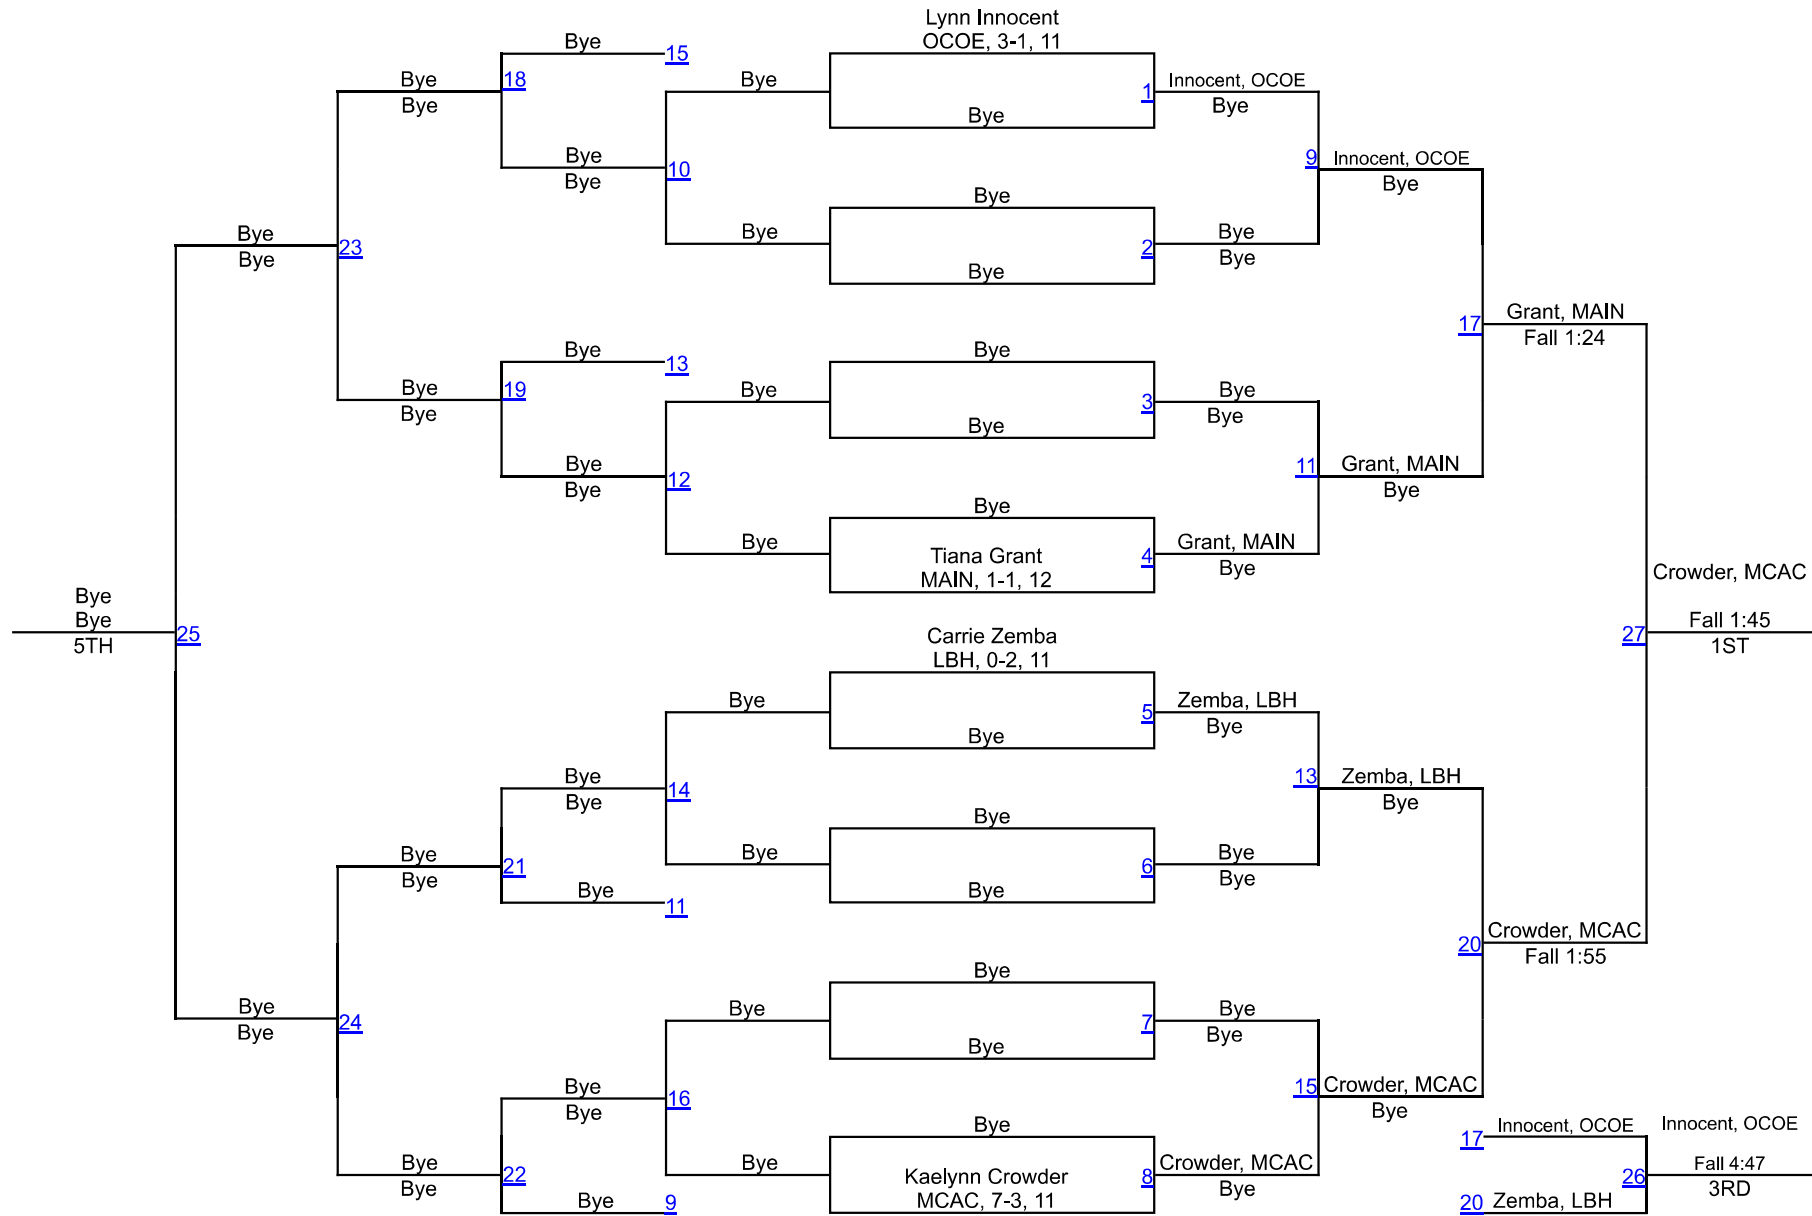 Lynn Innocent
OCOE, 3-1, 11
Bye
15
Bye
18
Bye
Bye
1
Innocent, OCOE
Bye
Bye
Bye
Bye
10
Bye
9
Innocent, OCOE
Bye
Bye
Bye
Bye
23
Bye
Bye
2
Bye
Bye
Bye
17
Grant, MAIN
Fall 1:24
Bye
13
Bye
Bye
19
Bye
Bye
3
Bye
Bye
Bye
Bye
Bye
12
Bye
11
Grant, MAIN
Bye
Bye
Bye
Tiana Grant
MAIN, 1-1, 12
4
Grant, MAIN
Bye
Crowder, MCAC
Bye
Bye
5TH
25
27
Fall 1:45
1ST
Carrie Zemba
LBH, 0-2, 11
Bye
5
Zemba, LBH
Bye
Bye
Bye
Bye
14
13
Zemba, LBH
Bye
Bye
Bye
Bye
21
Bye
6
Bye
Bye
Bye
11
Bye
20
Crowder, MCAC
Fall 1:55
Bye
Bye
Bye
24
Bye
7
Bye
Bye
Bye
Bye
Bye
16
15
Crowder, MCAC
Bye
Bye
17
Innocent, OCOE
Innocent, OCOE
Bye
Bye
22
Bye
Kaelynn Crowder
MCAC, 7-3, 11
8
Crowder, MCAC
Bye
26
Fall 4:47
3RD
Bye
9
20
Zemba, LBH